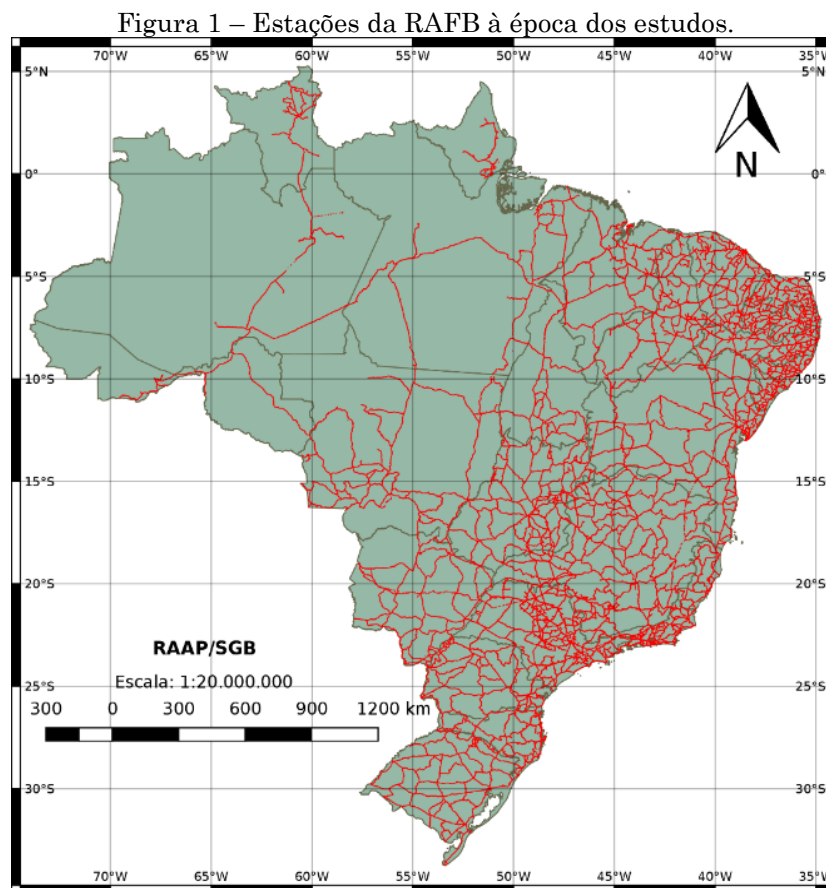 Figura 1 – Estações da RAFB à época dos estudos.
70°W 65°W 60°W 55°W 50°W 45°W 40°W 35°W
5°N 5°N
N
0° 0°
5°S 5°S
10°S 10°S
15°S 15°S
20°S 20°S
RAAP/SGB
Escala: 1:20.000.000
25°S 25°S
300 0 300 600 900 1200 km
30°S 30°S
70°W 65°W 60°W 55°W 50°W 45°W 40°W 35W